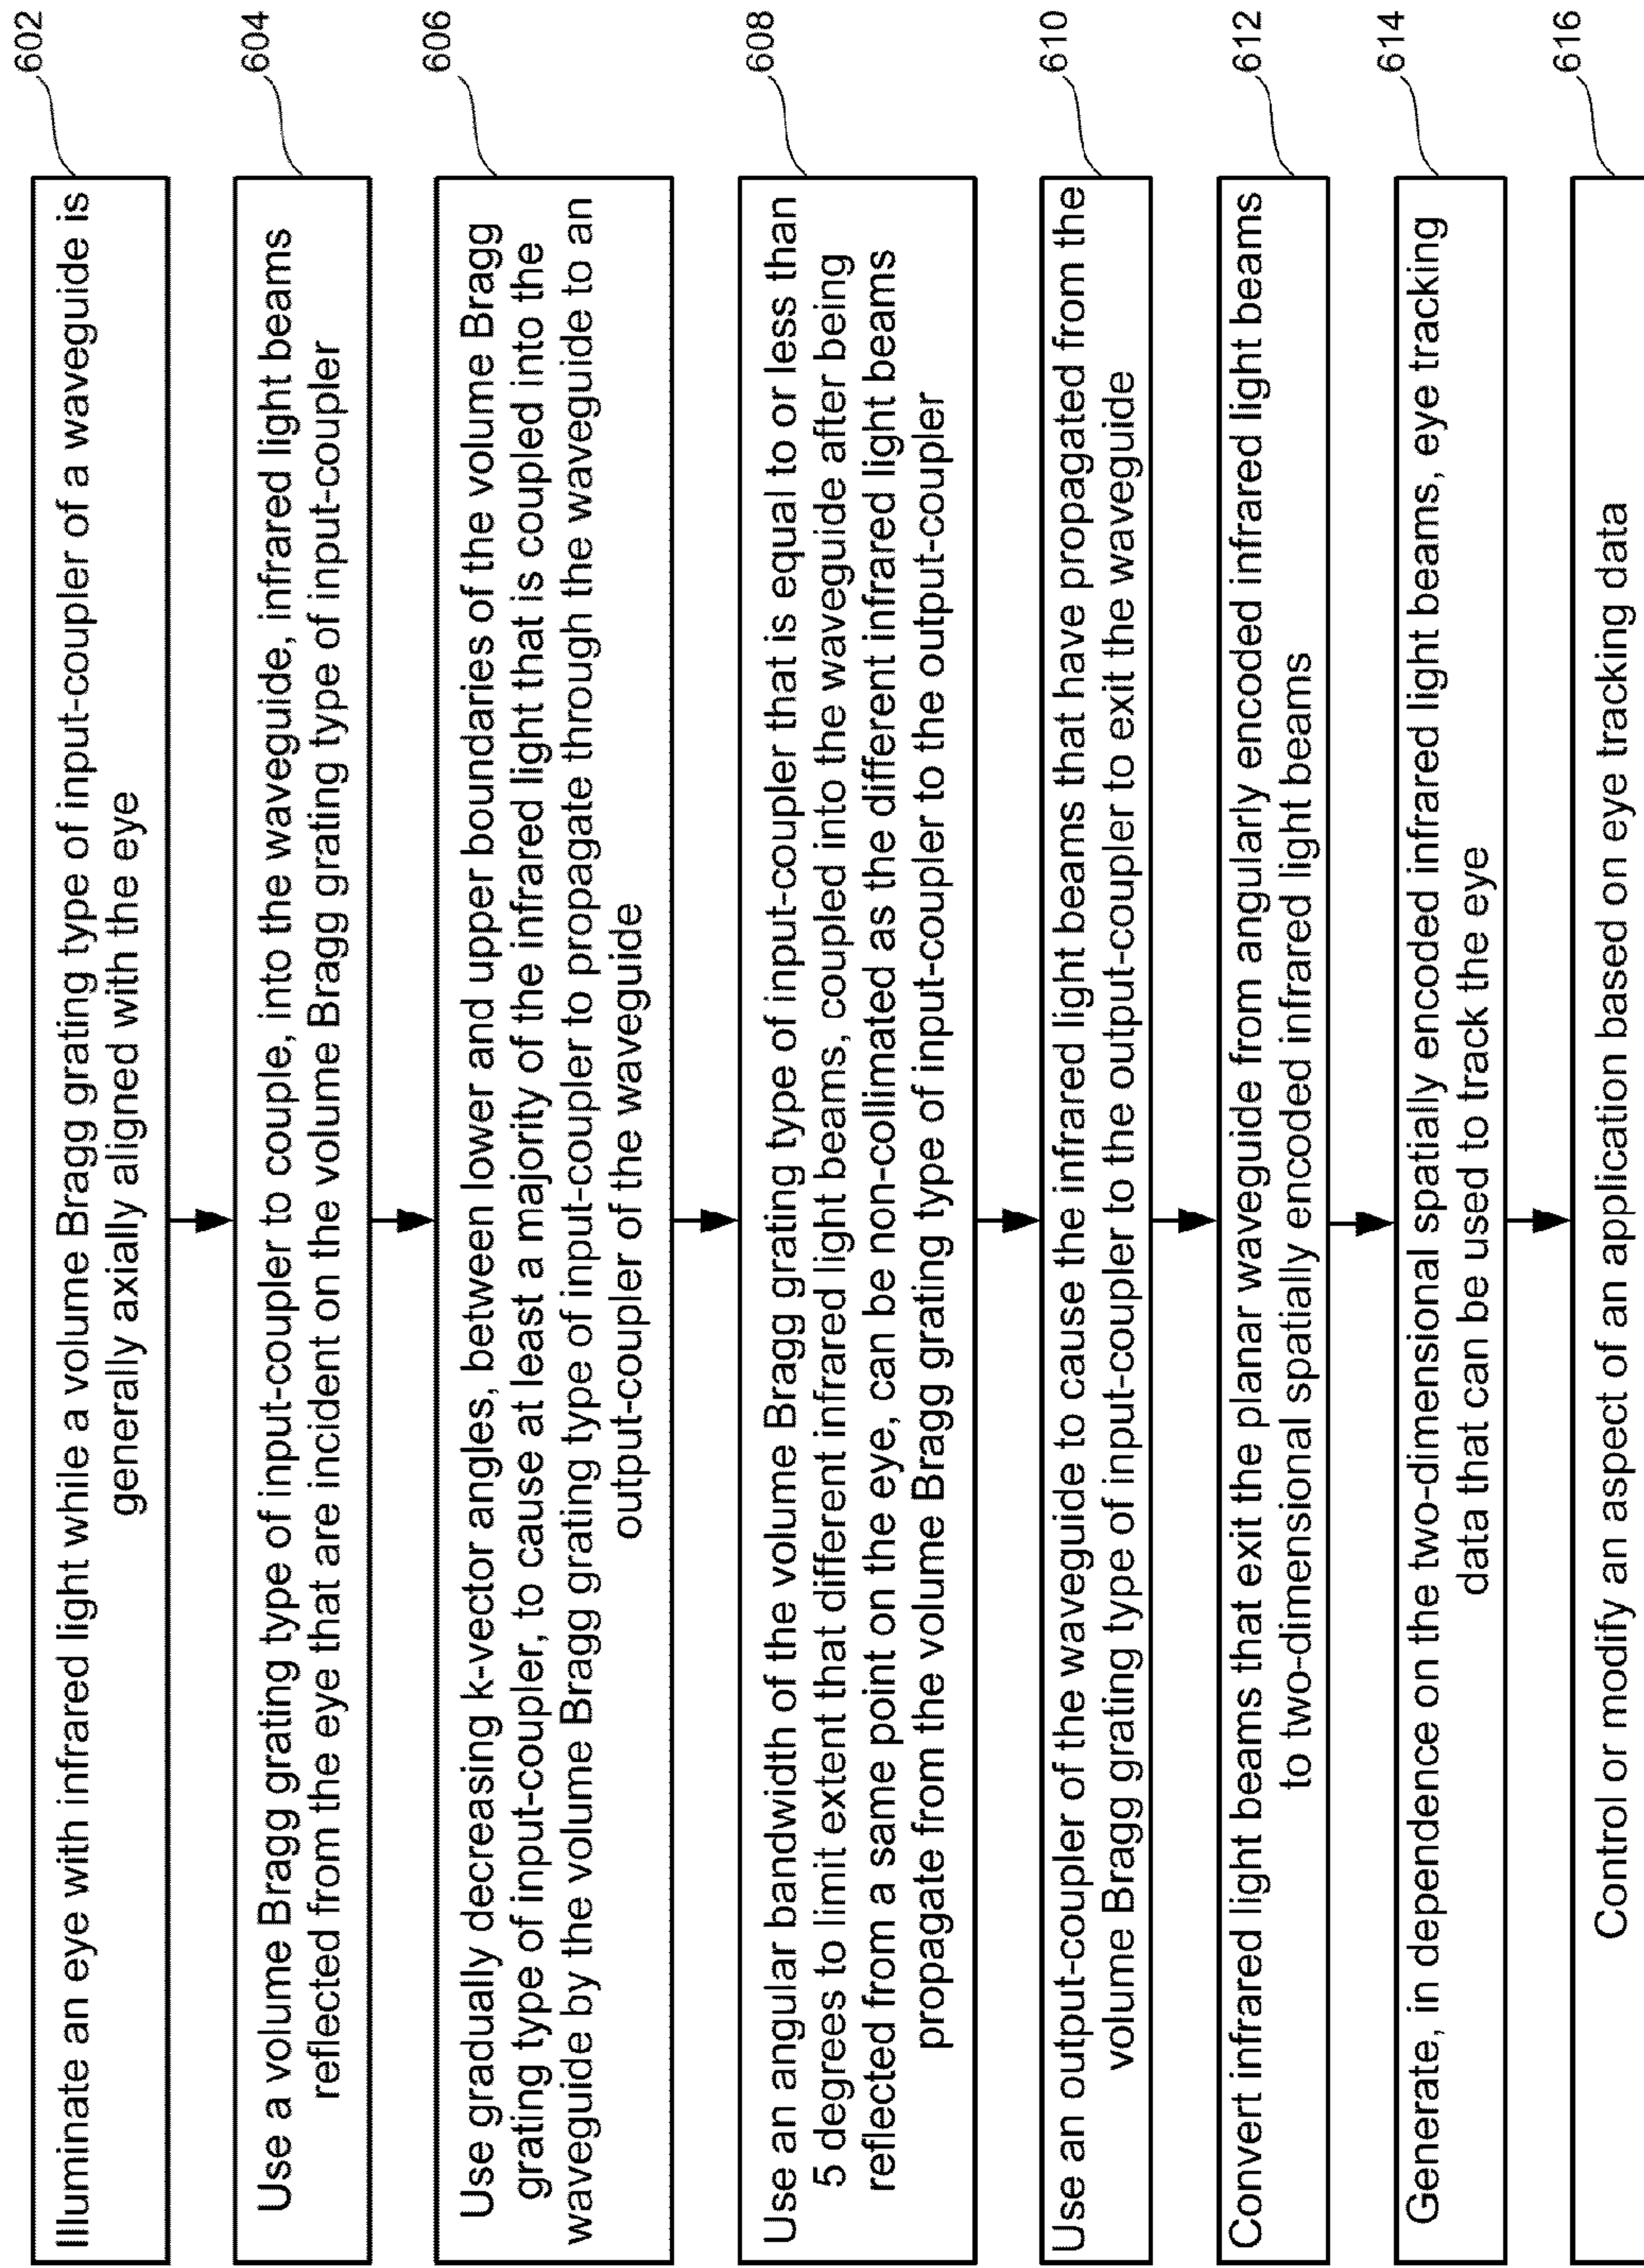 Illuminate an eye with infrared light while a volume Bragg grating type of input-coupler of a waveguide is
generally axially aligned with the eye
602
Use a volume Bragg grating type of input-coupler to couple, into the waveguide, infrared light beams
reflected from the eye that are incident on the volume Bragg grating type of input-coupler
604
Use gradually decreasing k-vector angles, between lower and upper boundaries of the volume Bragg
grating type of input-coupler, to cause at least a majority of the infrared light that is coupled into the
waveguide by the volume Bragg grating type of input-coupler to propagate through the waveguide to an
output-coupler of the waveguide
606
Use an angular bandwidth of the volume Bragg grating type of input-coupler that is equal to or less than
5 degrees to limit extent that different infrared light beams, coupled into the waveguide after being
reflected from a same point on the eye, can be non-collimated as the different infrared light beams
propagate from the volume Bragg grating type of input-coupler to the output-coupler
608
Use an output-coupler of the waveguide to cause the infrared light beams that have propagated from the
volume Bragg grating type of input-coupler to the output-coupler to exit the waveguide
610
Convert infrared light beams that exit the planar waveguide from angularly encoded infrared light beams
to two-dimensional spatially encoded infrared light beams
612
Generate, in dependence on the two-dimensional spatially encoded infrared light beams, eye tracking
data that can be used to track the eye
614
Control or modify an aspect of an application based on eye tracking data
616